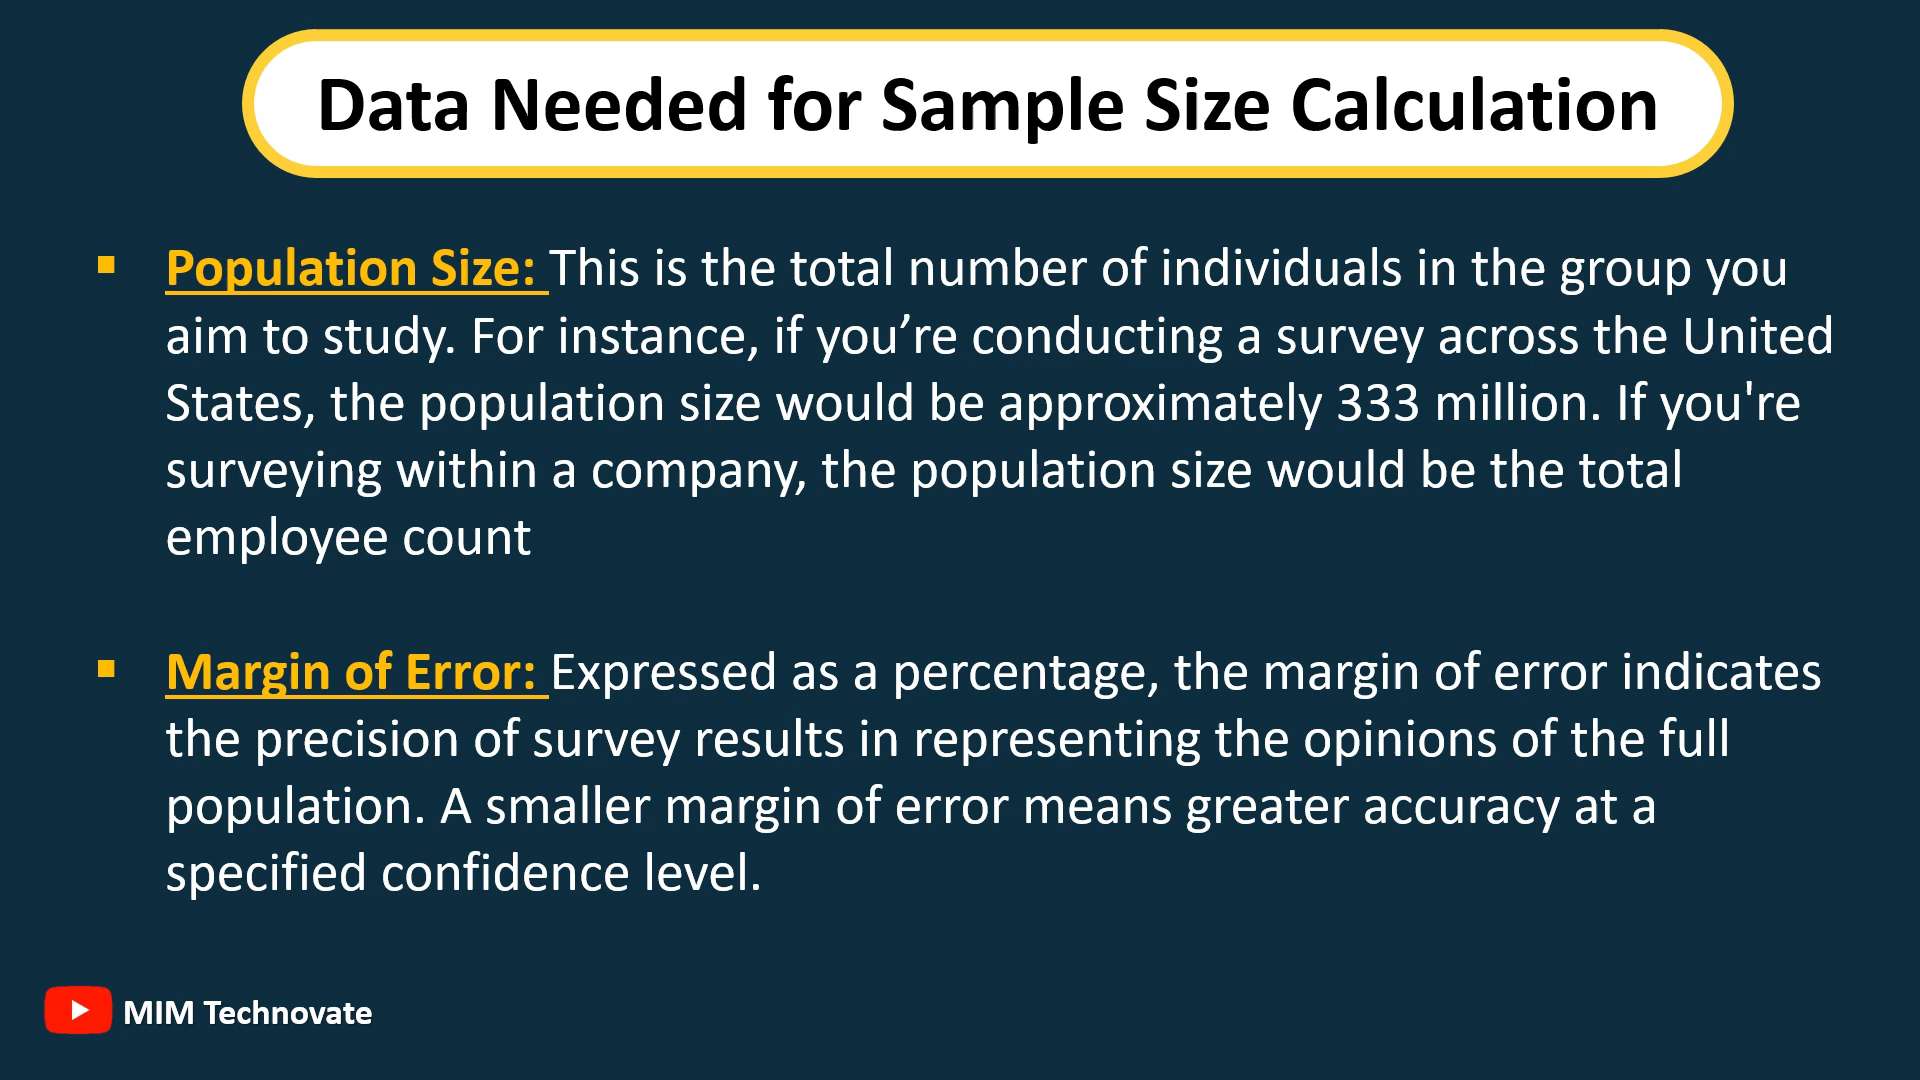 Data Needed for Sample Size Calculation
▪ Population Size: This is the total number of individuals in the group you
aim to study. For instance, if you’re conducting a survey across the United
States, the population size would be approximately 333 million. If you're
surveying within a company, the population size would be the total
employee count
▪ Margin of Error: Expressed as a percentage, the margin of error indicates
the precision of survey results in representing the opinions of the full
population. A smaller margin of error means greater accuracy at a
specified confidence level.
MIM Technovate